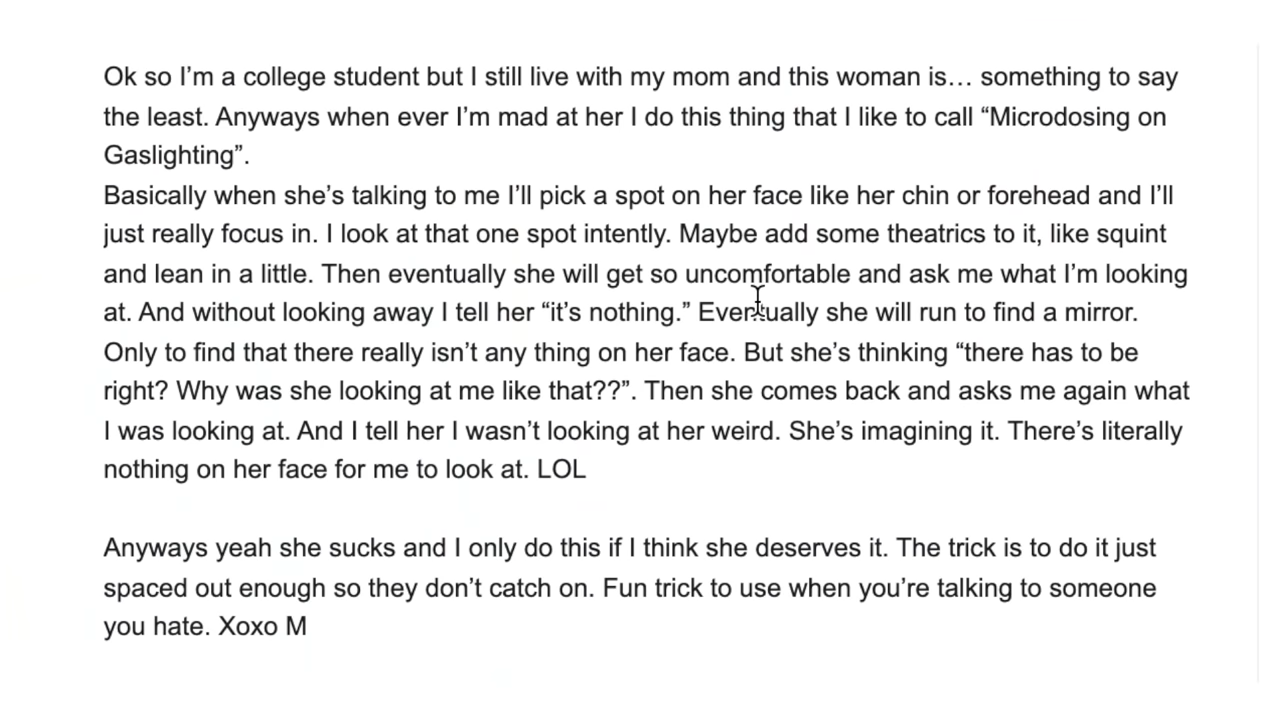 Ok so I’m a college student but I still live with my mom and this woman is… something to say
the least. Anyways when ever I’m mad at her I do this thing that I like to call “Microdosing on
Gaslighting”.
Basically when she’s talking to me I’ll pick a spot on her face like her chin or forehead and I’ll
just really focus in. I look at that one spot intently. Maybe add some theatrics to it, like squint
and lean in a little. Then eventually she will get so uncomfortable and ask me what I’m looking
at. And without looking away I tell her “it’s nothing.” Eventually she will run to find a mirror.
Only to find that there really isn’t any thing on her face. But she’s thinking “there has to be
right? Why was she looking at me like that??”. Then she comes back and asks me again what
I was looking at. And I tell her I wasn’t looking at her weird. She’s imagining it. There’s literally
nothing on her face for me to look at. LOL
Anyways yeah she sucks and I only do this if I think she deserves it. The trick is to do it just
spaced out enough so they don’t catch on. Fun trick to use when you’re talking to someone
you hate. Xoxo M